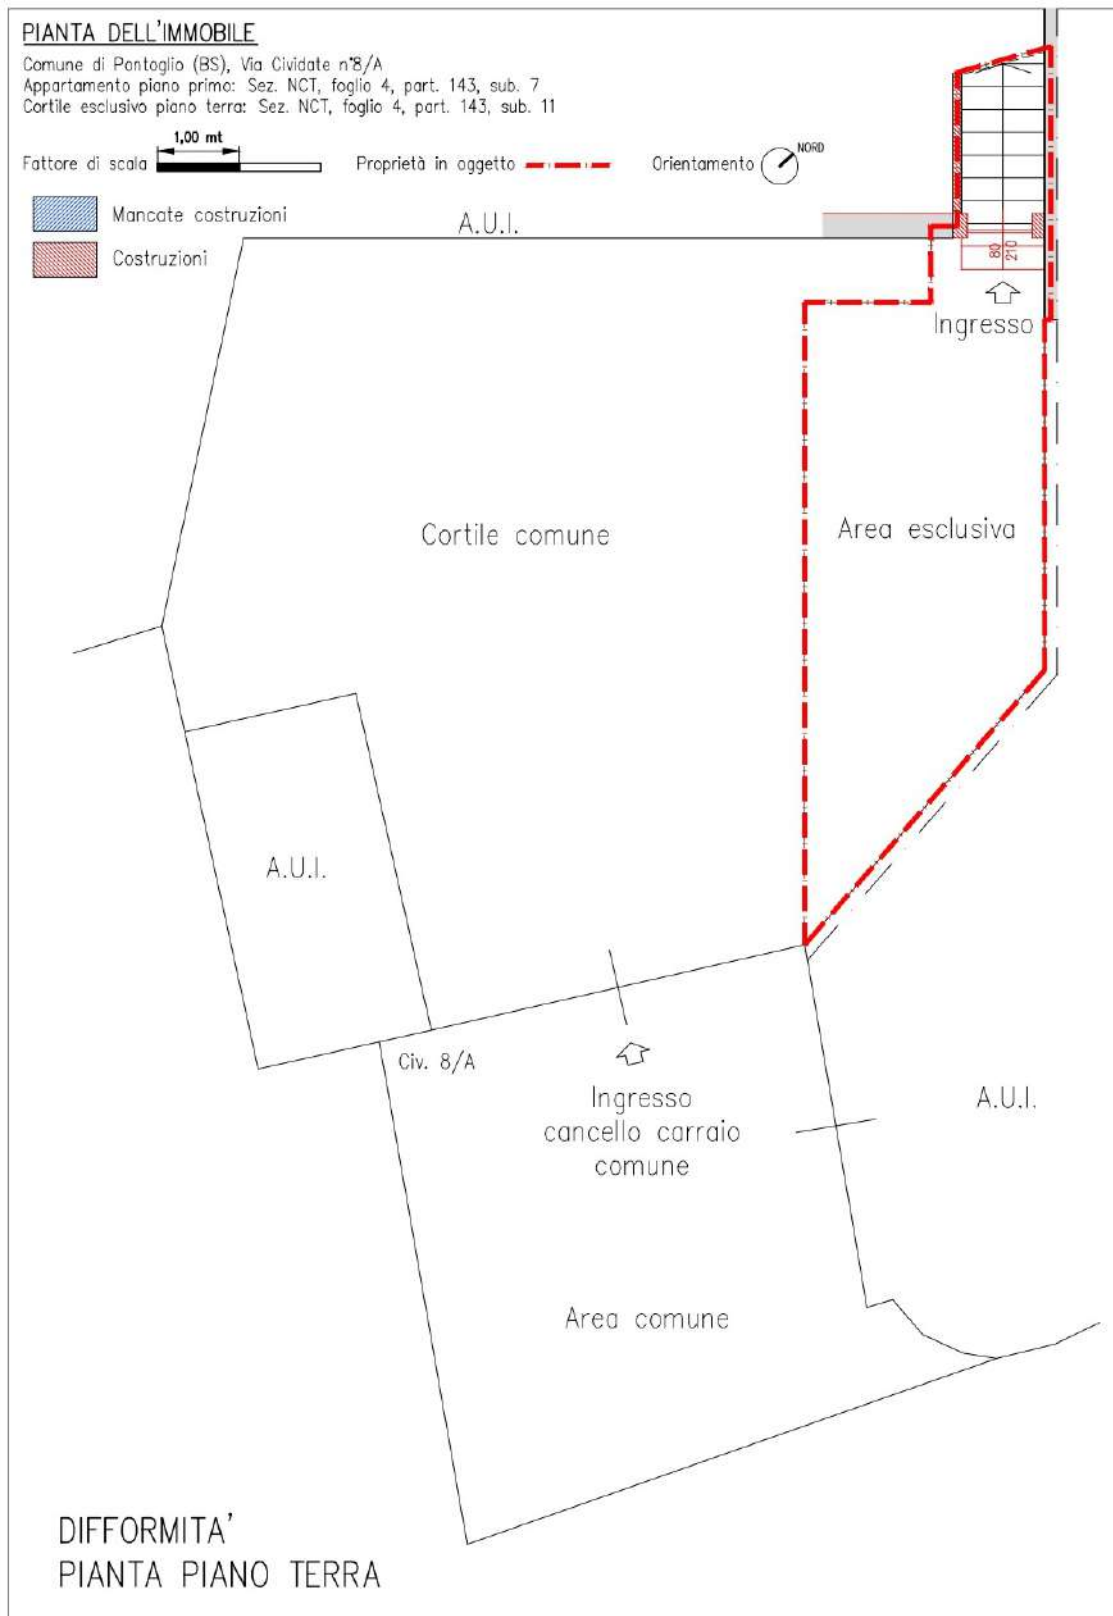 PIANTA DELL'IMMOBILE
Comune di Pontoglio (BS), Via Cividate n°8/A
Appartamento piano primo: Sez. NCT, foglio 4, part. 143, sub. 7
Cortile esclusivo piano terra: Sez. NCT, foglio 4, part. 143, sub. 11
1,00 mt
Fattore di scala
Proprietà in oggetto
Orientamento
NORD
Mancate costruzioni
Costruzioni
A.U.I.
80
210
Ingresso
Cortile comune
Area esclusiva
A.U.I.
Civ. 8/A
Ingresso
cancello carraio
comune
A.U.I.
Area comune
DIFFORMITA'
PIANTA PIANO TERRA